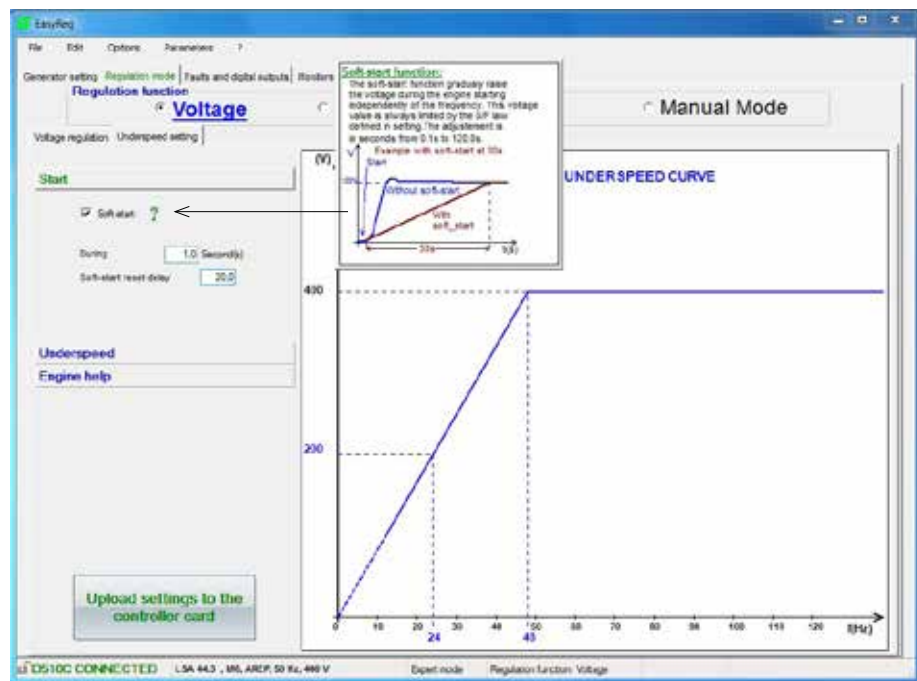 EasyReg
File Edit Options Parameters ?
Generator setting Regulation mode Faults and digital outputs Monitors
Regulation function
Voltage
Manual Mode
Voltage regulation Underspeed setting
Soft-start function:
The soft-start function gradualy raise
the voltage during the engine starting
independently of the frequency. This voltage
value is always limited by the U/F law
defined in setting. The adjustement is
is seconds from 0.1s to 120.0s.
Example with soft-start at 30s
V
Start
Without soft-start
With
soft_start
30s
t(s)
Start
Soft-start ?
During 1.0 Second(s)
Soft-start reset delay 20.0
Underspeed
Engine help
Upload settings to the
controller card
(V)
UNDERSPEED CURVE
400
200
0 10 20 30 40 50 60 70 80 90 100 110 120 f(Hz)
24 48
D510C CONNECTED LSA 44.3 , M6, AREP, 50 Hz, 400 V Expert mode Regulation function: Voltage